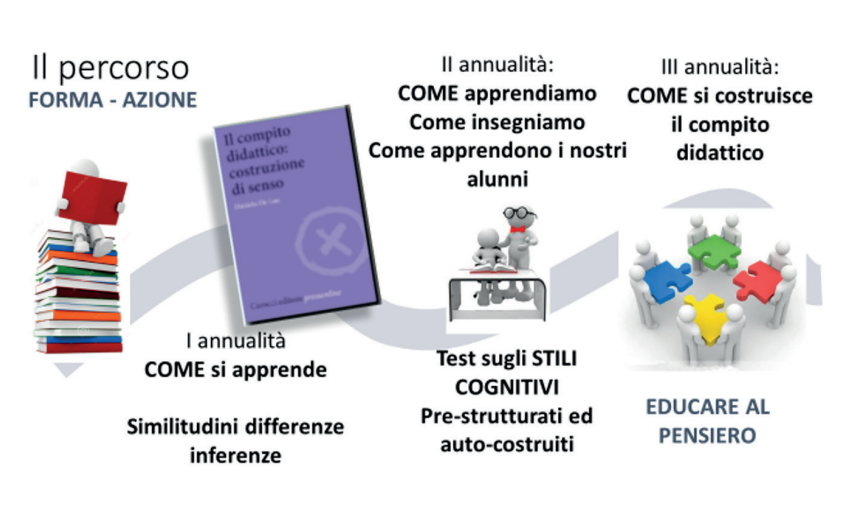 Il percorso
FORMA - AZIONE
Il compito
didattico:
costruzione
di senso
Carocci editore
I annualità
COME si apprende
Similitudini differenze
inferenze
II annualità:
COME apprendiamo
Come insegniamo
Come apprendono i nostri
alunni
Test sugli STILI
COGNITIVI
Pre-strutturati ed
auto-costruiti
III annualità:
COME si costruisce
il compito
didattico
EDUCARE AL
PENSIERO